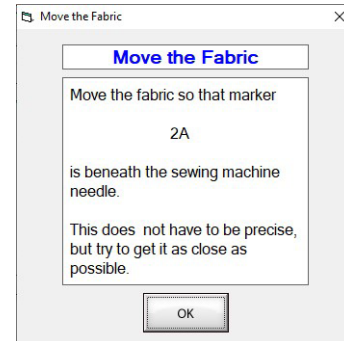 Move the Fabric
Move the Fabric
Move the fabric so that marker
2A
is beneath the sewing machine
needle.
This does  not have to be precise,
but try to get it as close as
possible.
OK